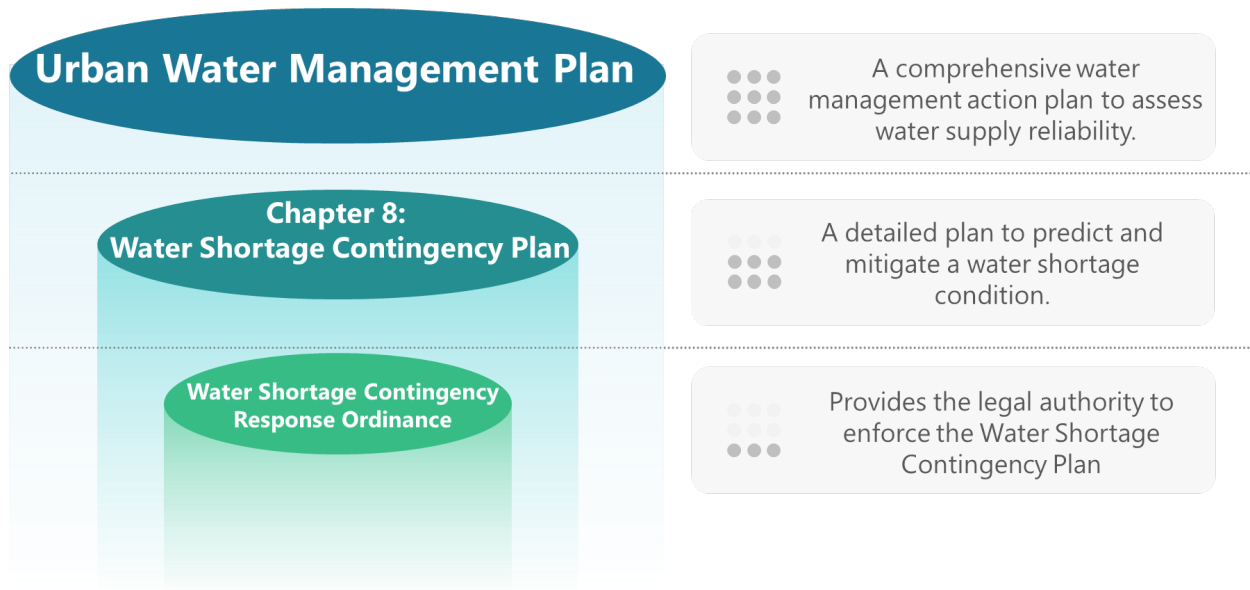 Urban Water Management Plan
A comprehensive water
management action plan to assess
water supply reliability.
Chapter 8:
Water Shortage Contingency Plan
A detailed plan to predict and
mitigate a water shortage
condition.
Water Shortage Contingency
Response Ordinance
Provides the legal authority to
enforce the Water Shortage
Contingency Plan